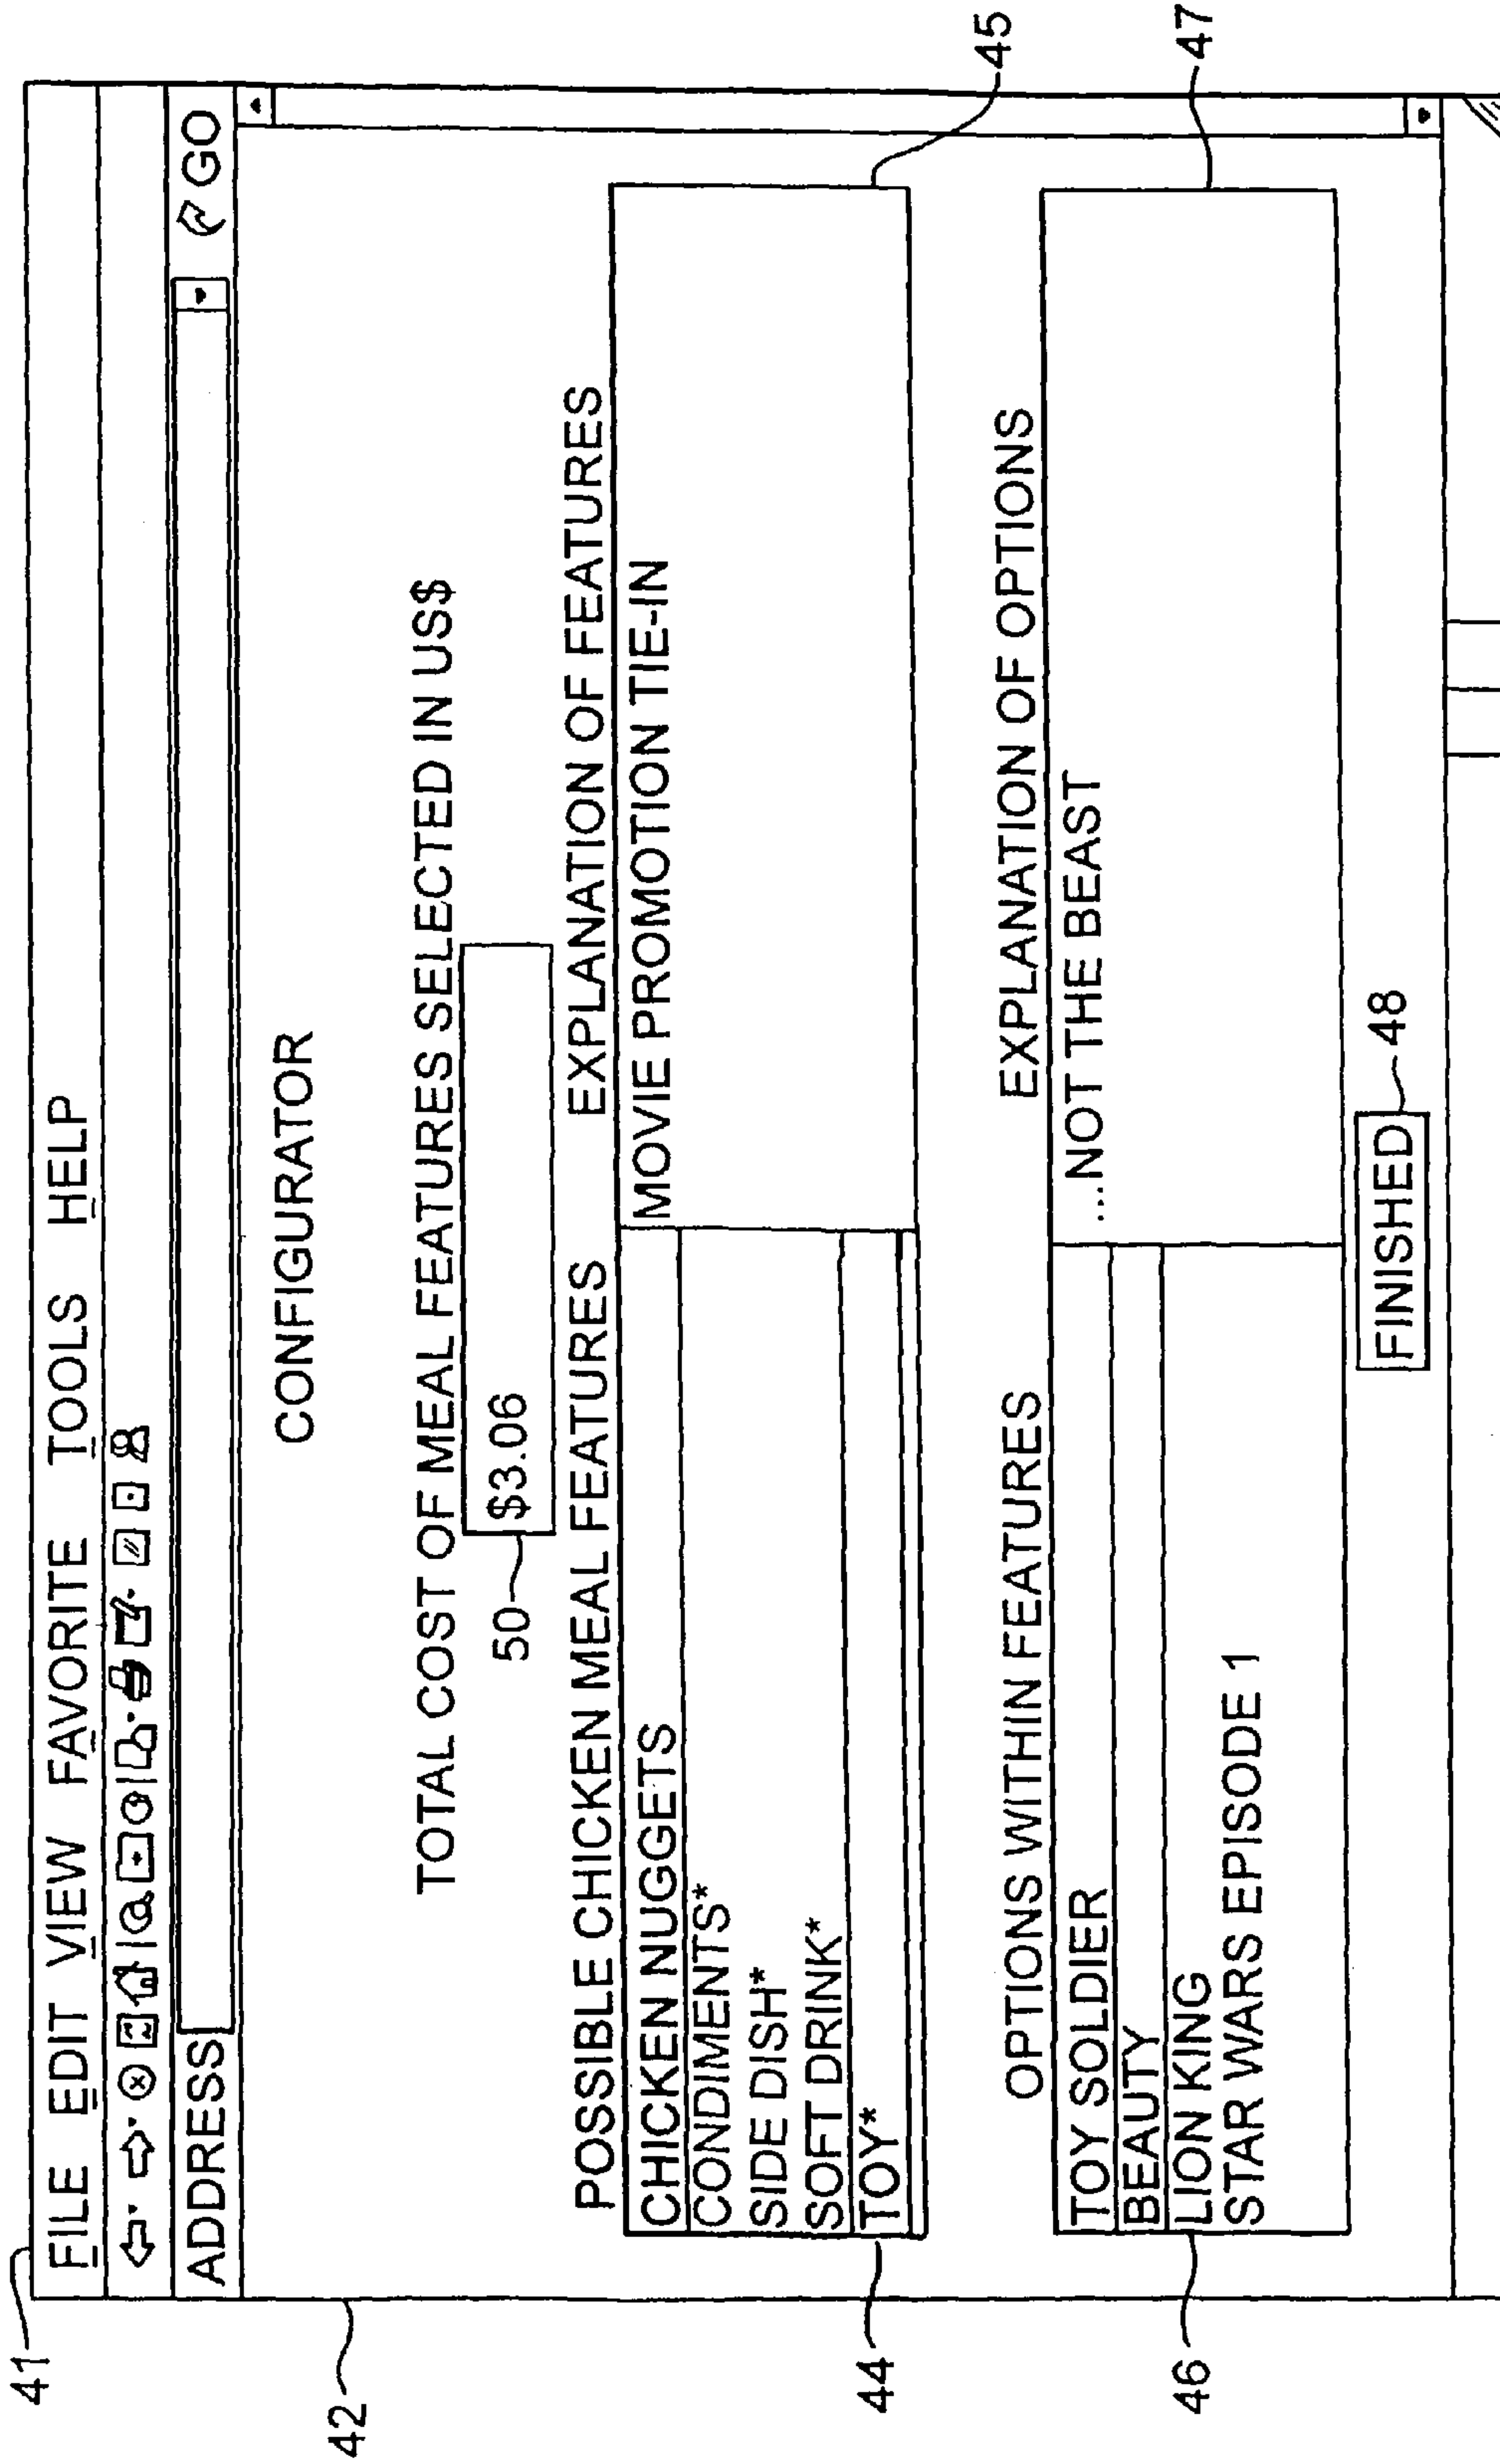 41
FILE EDIT VIEW FAVORITE TOOLS HELP
ADDRESS GO
42
CONFIGURATOR
TOTAL COST OF MEAL FEATURES SELECTED IN US$
50 $3.06
POSSIBLE CHICKEN MEAL FEATURES EXPLANATION OF FEATURES
CHICKEN NUGGETS MOVIE PROMOTION TIE-IN
CONDIMENTS*
SIDE DISH*
SOFT DRINK*
TOY*
44
45
OPTIONS WITHIN FEATURES EXPLANATION OF OPTIONS
TOY SOLDIER ....NOT THE BEAST
BEAUTY
LION KING
STAR WARS EPISODE 1
46
47
FINISHED 48